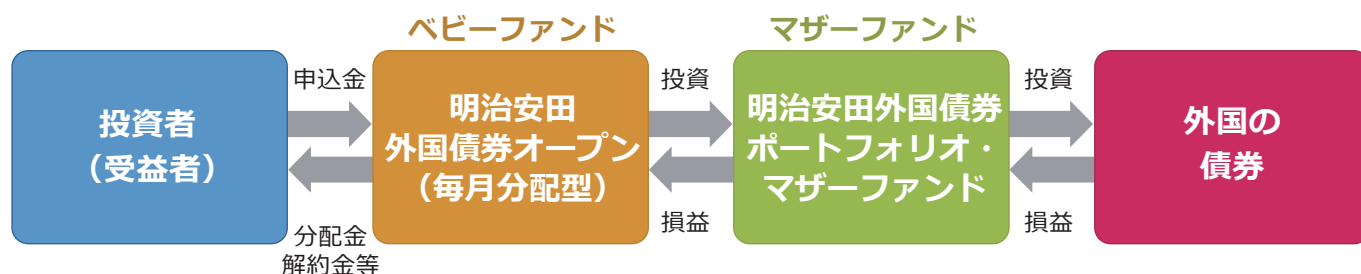 ベビーファンド
マザーファンド
投資者
（受益者）
申込金
分配金
解約金等
明治安田
外国債券オープン
（毎月分配型）
投資
損益
明治安田外国債券
ポートフォリオ・
マザーファンド
投資
損益
外国の
債券